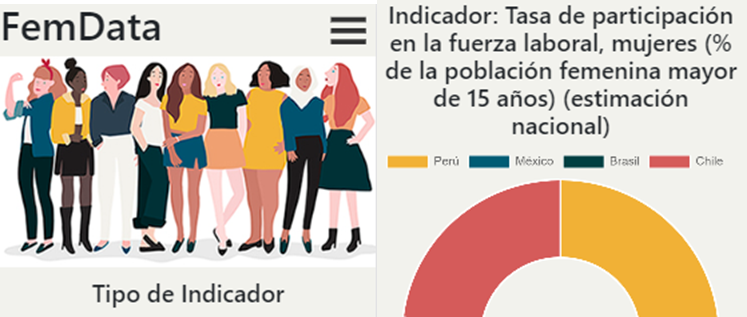 FemData
Tipo de Indicador
Indicador: Tasa de participación
en la fuerza laboral, mujeres (%
de la población femenina mayor
de 15 años) (estimación
nacional)
Perú México Brasil Chile